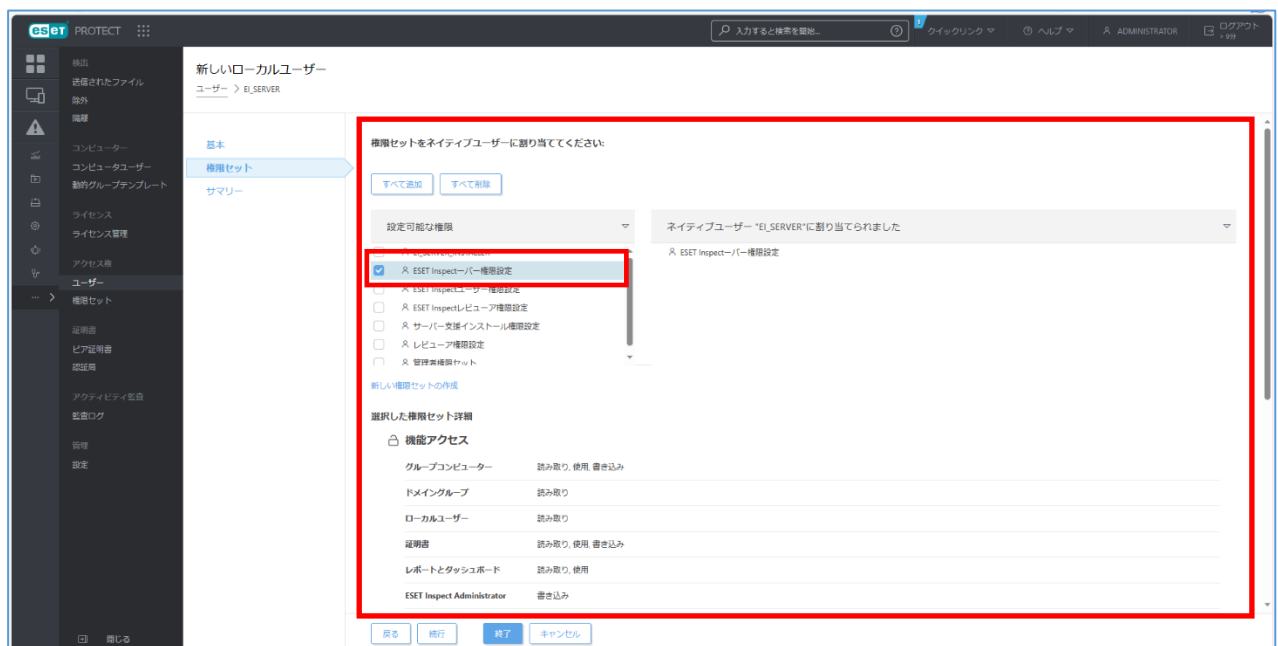 eset PROTECT
入力すると検索を開始...
クイックリンク
ヘルプ
ADMINISTRATOR
ログアウト
検出
送信されたファイル
除外
隔離
コンピューター
コンピュータユーザー
動的グループテンプレート
ライセンス
ライセンス管理
アクセス権
ユーザー
権限セット
証明書
ピア証明書
認証局
アクティビティ監査
監査ログ
管理
設定
閉じる
新しいローカルユーザー
ユーザー > EI_SERVER
基本
権限セット
サマリー
権限セットをネイティブユーザーに割り当ててください:
すべて追加 すべて削除
設定可能な権限
EI_SERVER_INSTALLER
ESET Inspectーバー権限設定
ESET Inspectユーザー権限設定
ESET Inspectレビューア権限設定
サーバー支援インストール権限設定
レビューア権限設定
管理者権限セット
ネイティブユーザー "EI_SERVER"に割り当てられました
ESET Inspectーバー権限設定
新しい権限セットの作成
選択した権限セット詳細
機能アクセス
グループコンピューター 読み取り, 使用, 書き込み
ドメイングループ 読み取り
ローカルユーザー 読み取り
証明書 読み取り, 使用, 書き込み
レポートとダッシュボード 読み取り, 使用
ESET Inspect Administrator 書き込み
戻る 続行 終了 キャンセル